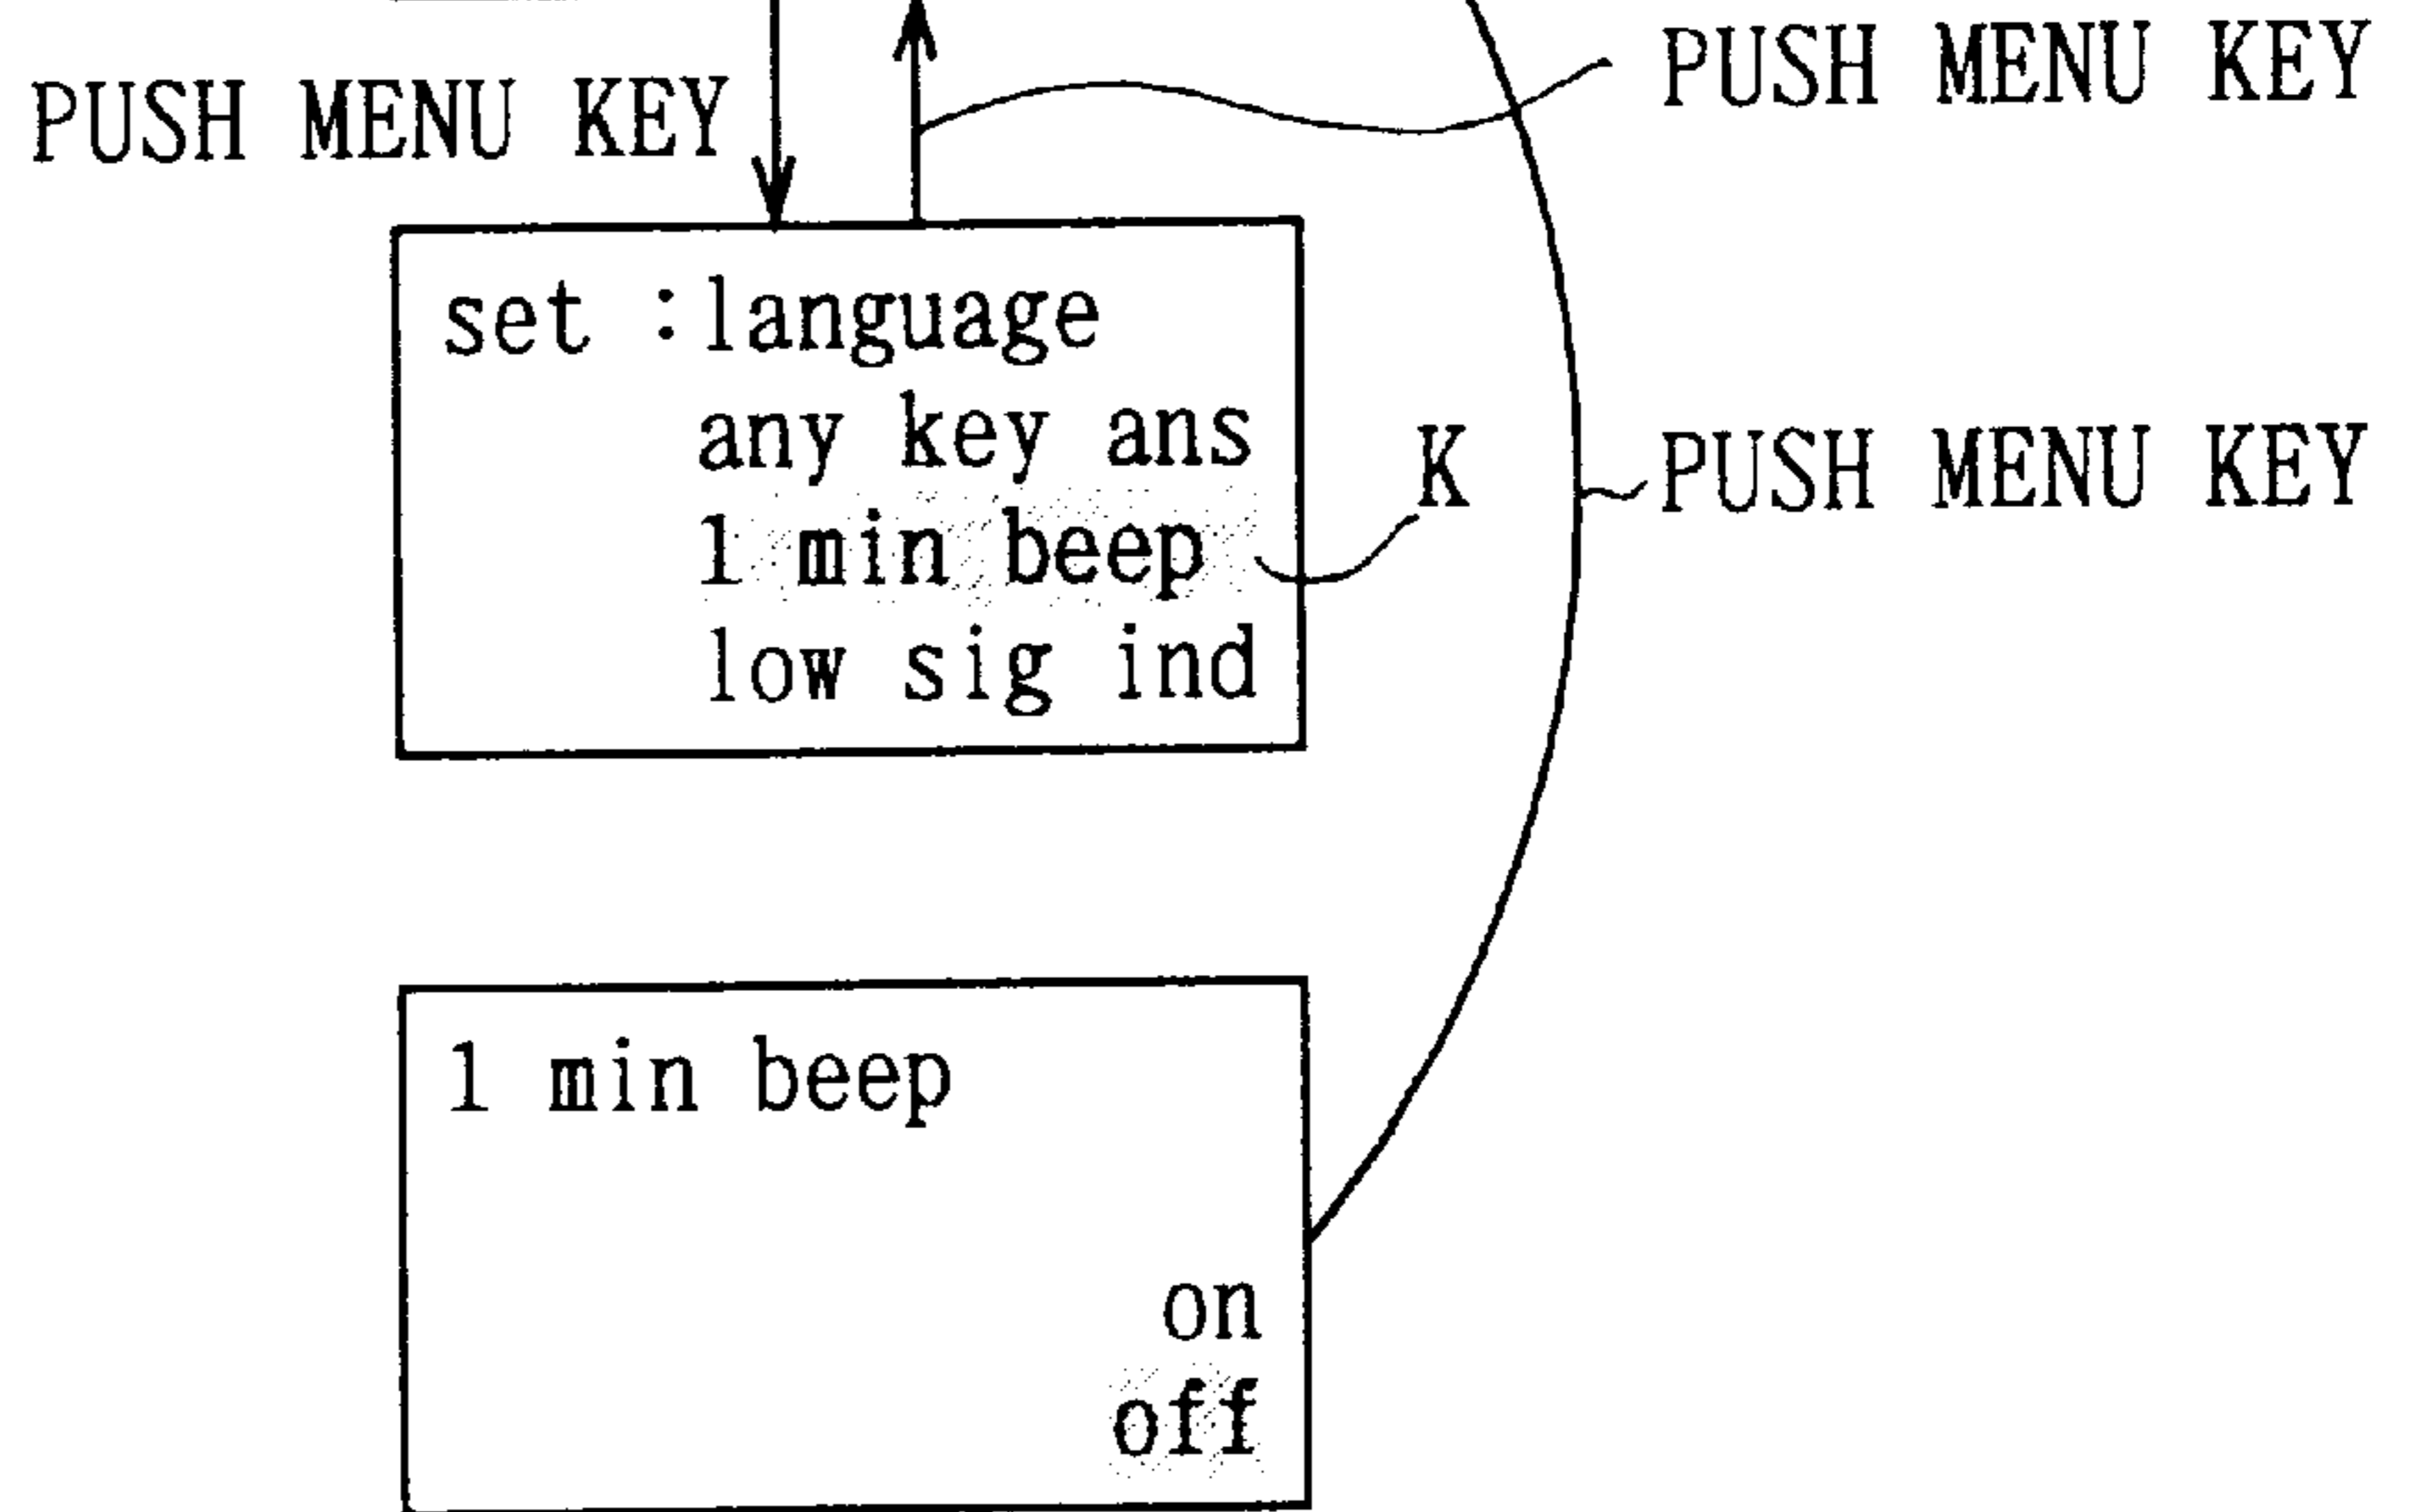 PUSH MENU KEY
PUSH MENU KEY
set :language
any key ans
1 min beep
low sig ind
K
PUSH MENU KEY
1 min beep
on
off